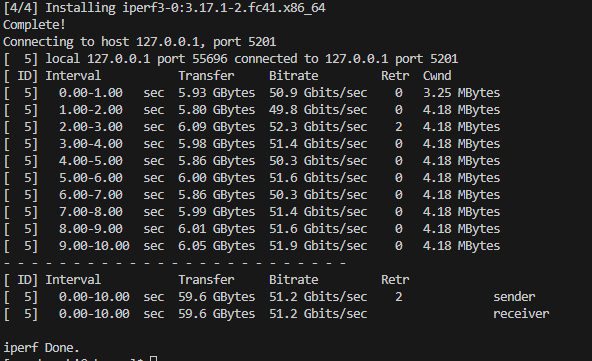 [4/4] Installing iperf3-0:3.17.1-2.fc41.x86_64
Complete!
Connecting to host 127.0.0.1, port 5201
[  5] local 127.0.0.1 port 55696 connected to 127.0.0.1 port 5201
[ ID] Interval           Transfer     Bitrate         Retr  Cwnd
[  5]   0.00-1.00   sec  5.93 GBytes  50.9 Gbits/sec    0   3.25 MBytes
[  5]   1.00-2.00   sec  5.80 GBytes  49.8 Gbits/sec    0   4.18 MBytes
[  5]   2.00-3.00   sec  6.09 GBytes  52.3 Gbits/sec    2   4.18 MBytes
[  5]   3.00-4.00   sec  5.98 GBytes  51.4 Gbits/sec    0   4.18 MBytes
[  5]   4.00-5.00   sec  5.86 GBytes  50.3 Gbits/sec    0   4.18 MBytes
[  5]   5.00-6.00   sec  6.00 GBytes  51.6 Gbits/sec    0   4.18 MBytes
[  5]   6.00-7.00   sec  5.86 GBytes  50.3 Gbits/sec    0   4.18 MBytes
[  5]   7.00-8.00   sec  5.99 GBytes  51.4 Gbits/sec    0   4.18 MBytes
[  5]   8.00-9.00   sec  6.01 GBytes  51.6 Gbits/sec    0   4.18 MBytes
[  5]   9.00-10.00  sec  6.05 GBytes  51.9 Gbits/sec    0   4.18 MBytes
- - - - - - - - - - - - - - - - - - - - - - - - -
[ ID] Interval           Transfer     Bitrate         Retr
[  5]   0.00-10.00  sec  59.6 GBytes  51.2 Gbits/sec    2             sender
[  5]   0.00-10.00  sec  59.6 GBytes  51.2 Gbits/sec                  receiver
iperf Done.